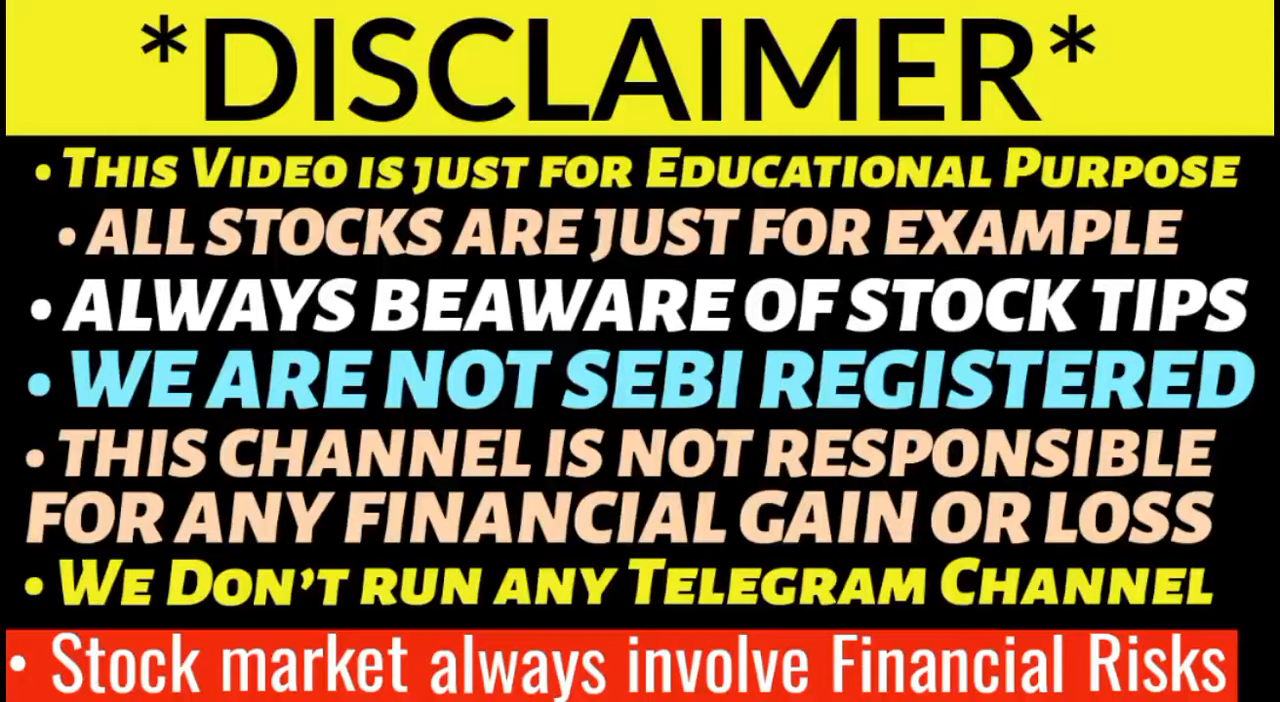 *DISCLAIMER*
• THIS VIDEO IS JUST FOR EDUCATIONAL PURPOSE
• ALL STOCKS ARE JUST FOR EXAMPLE
• ALWAYS BEAWARE OF STOCK TIPS
• WE ARE NOT SEBI REGISTERED
• THIS CHANNEL IS NOT RESPONSIBLE
FOR ANY FINANCIAL GAIN OR LOSS
• WE DON'T RUN ANY TELEGRAM CHANNEL
• Stock market always involve Financial Risks